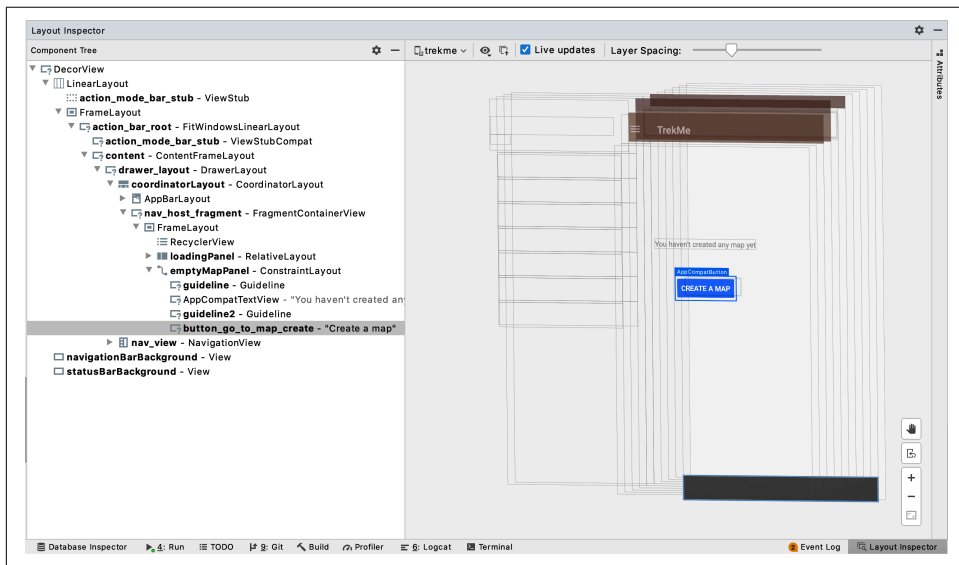 Layout Inspector
Component Tree
trekme
Live updates
Layer Spacing:
Attributes
DecorView
LinearLayout
action_mode_bar_stub - ViewStub
FrameLayout
action_bar_root - FitWindowsLinearLayout
action_mode_bar_stub - ViewStubCompat
content - ContentFrameLayout
drawer_layout - DrawerLayout
coordinatorLayout - CoordinatorLayout
AppBarLayout
nav_host_fragment - FragmentContainerView
FrameLayout
RecyclerView
loadingPanel - RelativeLayout
emptyMapPanel - ConstraintLayout
guideline - Guideline
AppCompatTextView - "You haven't created an
guideline2 - Guideline
button_go_to_map_create - "Create a map"
nav_view - NavigationView
navigationBarBackground - View
statusBarBackground - View
TrekMe
You haven't created any map yet
AppCompatButton
CREATE A MAP
Database Inspector 4: Run TODO 9: Git Build Profiler 6: Logcat Terminal 2 Event Log Layout Inspector